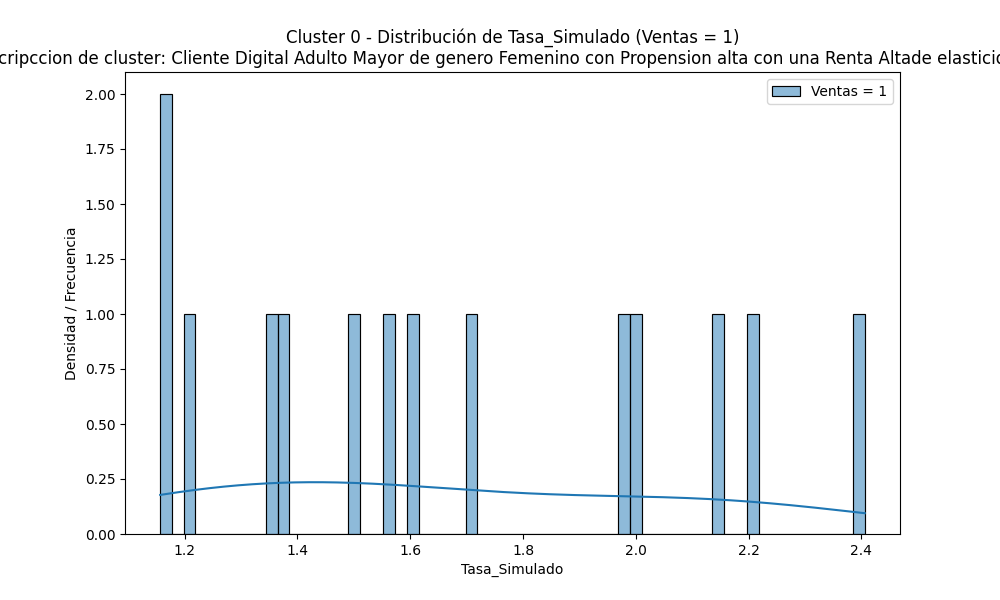 Cluster 0 - Distribución de Tasa_Simulado (Ventas = 1)
cripccion de cluster: Cliente Digital Adulto Mayor de genero Femenino con Propension alta con una Renta Altade elastici
Ventas = 1
Densidad / Frecuencia
2.00
1.75
1.50
1.25
1.00
0.75
0.50
0.25
0.00
1.2 1.4 1.6 1.8 2.0 2.2 2.4
Tasa_Simulado